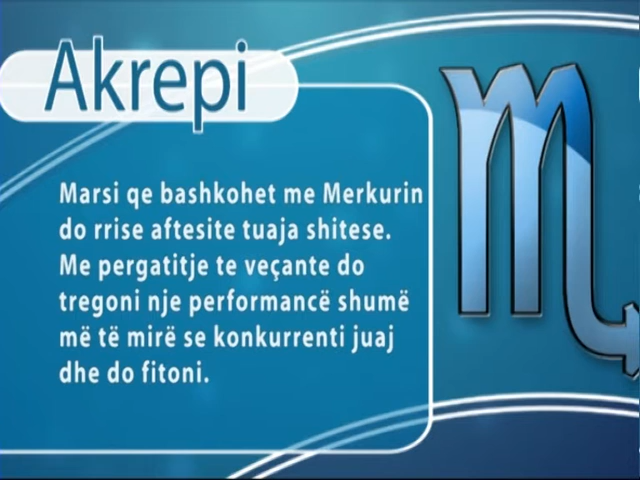 Akrepi
Marsi qe bashkohet me Merkurin
do rrise aftesite tuaja shitese.
Me pergatitje te veçante do
tregoni nje performancë shumë
më të mirë se konkurrenti juaj
dhe do fitoni.